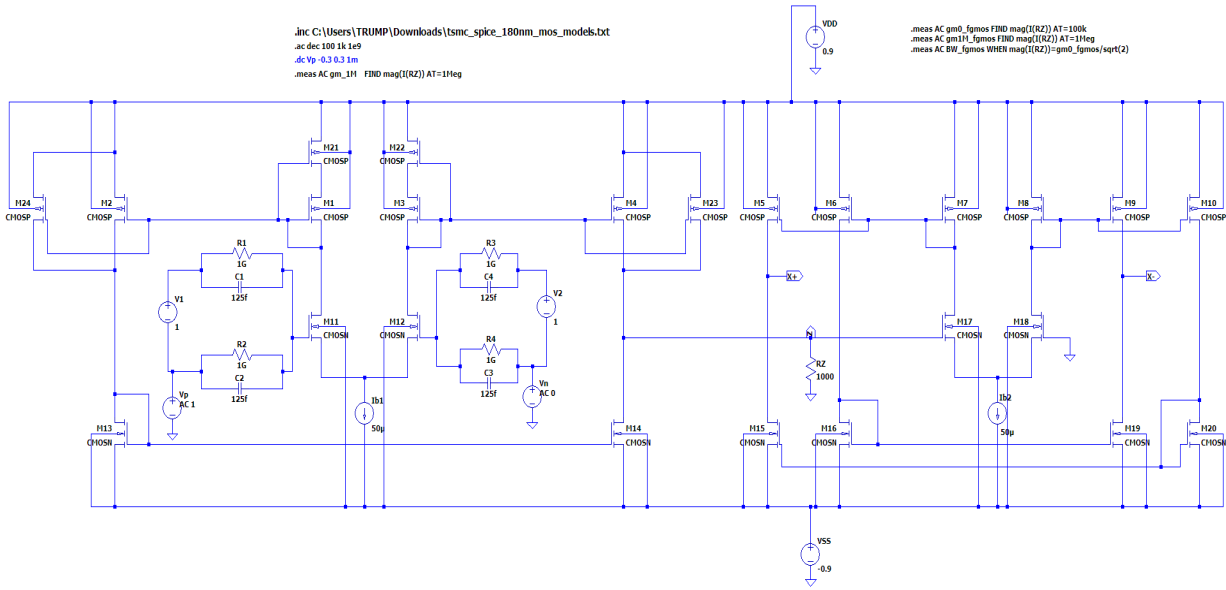 .inc C:\Users\TRUMP\Downloads\tsmc_spice_180nm_mos_models.txt
.ac dec 100 1k 1e9
.dc Vp -0.3 0.3 1m
.meas AC gm_1M FIND mag(I(RZ)) AT=1Meg
VDD
0.9
.meas AC gm0_fgmos FIND mag(I(RZ)) AT=100k
.meas AC gm1M_fgmos FIND mag(I(RZ)) AT=1Meg
.meas AC BW_fgmos WHEN mag(I(RZ))=gm0_fgmos/sqrt(2)
M21
CMOSP
M22
CMOSP
M24
CMOSP
M2
CMOSP
M1
CMOSP
M3
CMOSP
M4
CMOSP
M23
CMOSP
M5
CMOSP
M6
CMOSP
M7
CMOSP
M8
CMOSP
M9
CMOSP
M10
CMOSP
R1
1G
C1
125f
R3
1G
C4
125f
X+
X-
V1
1
V2
1
M11
CMOSN
M12
CMOSN
M17
CMOSN
M18
CMOSN
Z
RZ
1000
R2
1G
C2
125f
R4
1G
C3
125f
Vp
AC 1
Vn
AC 0
Ib1
50µ
Ib2
50µ
M13
CMOSN
M14
CMOSN
M15
CMOSN
M16
CMOSN
M19
CMOSN
M20
CMOSN
VSS
-0.9